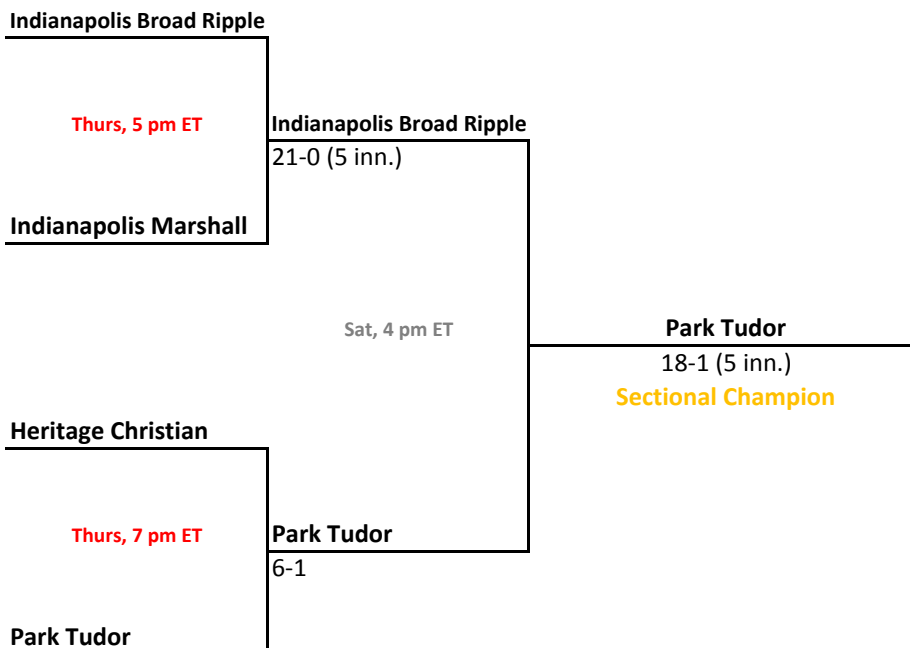 Indianapolis Broad Ripple
Thurs, 5 pm ET
Indianapolis Broad Ripple
21-0 (5 inn.)
Indianapolis Marshall
Sat, 4 pm ET
Park Tudor
18-1 (5 inn.)
Sectional Champion
Heritage Christian
Thurs, 7 pm ET
Park Tudor
6-1
Park Tudor